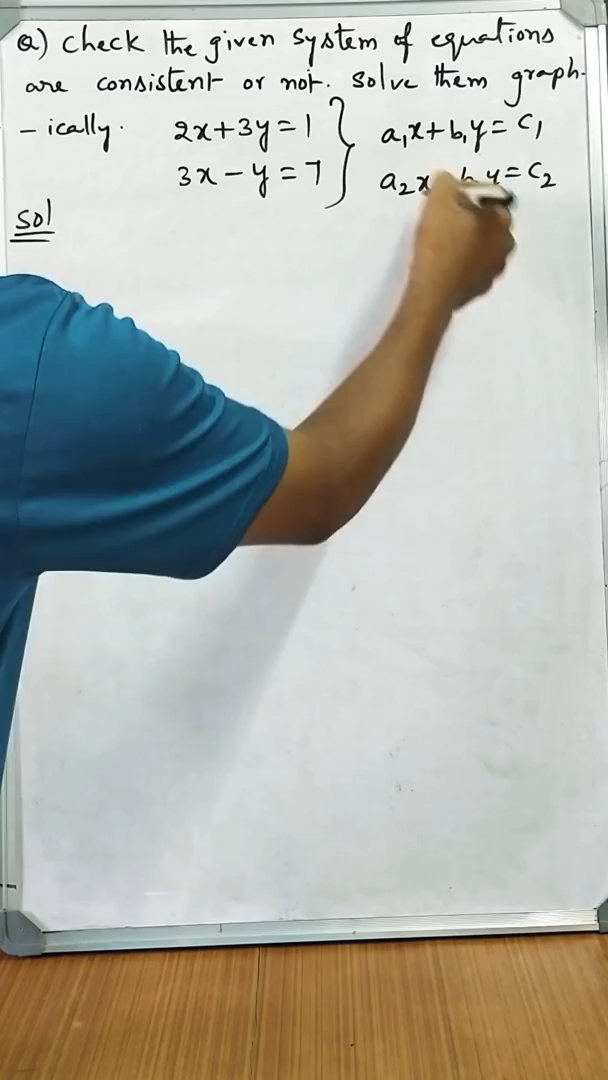 Q) Check the given system of equations
are consistent or not. Solve them graph-
-ically. 2x+3y=1 } a₁x+b₁y=c₁
3x-y=7 a₂x b y=c₂
Sol